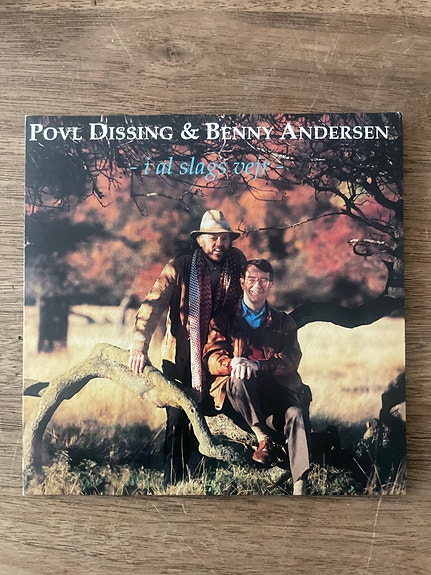 POVL DISSING & BENNY ANDERSEN
- i al slags vejr -